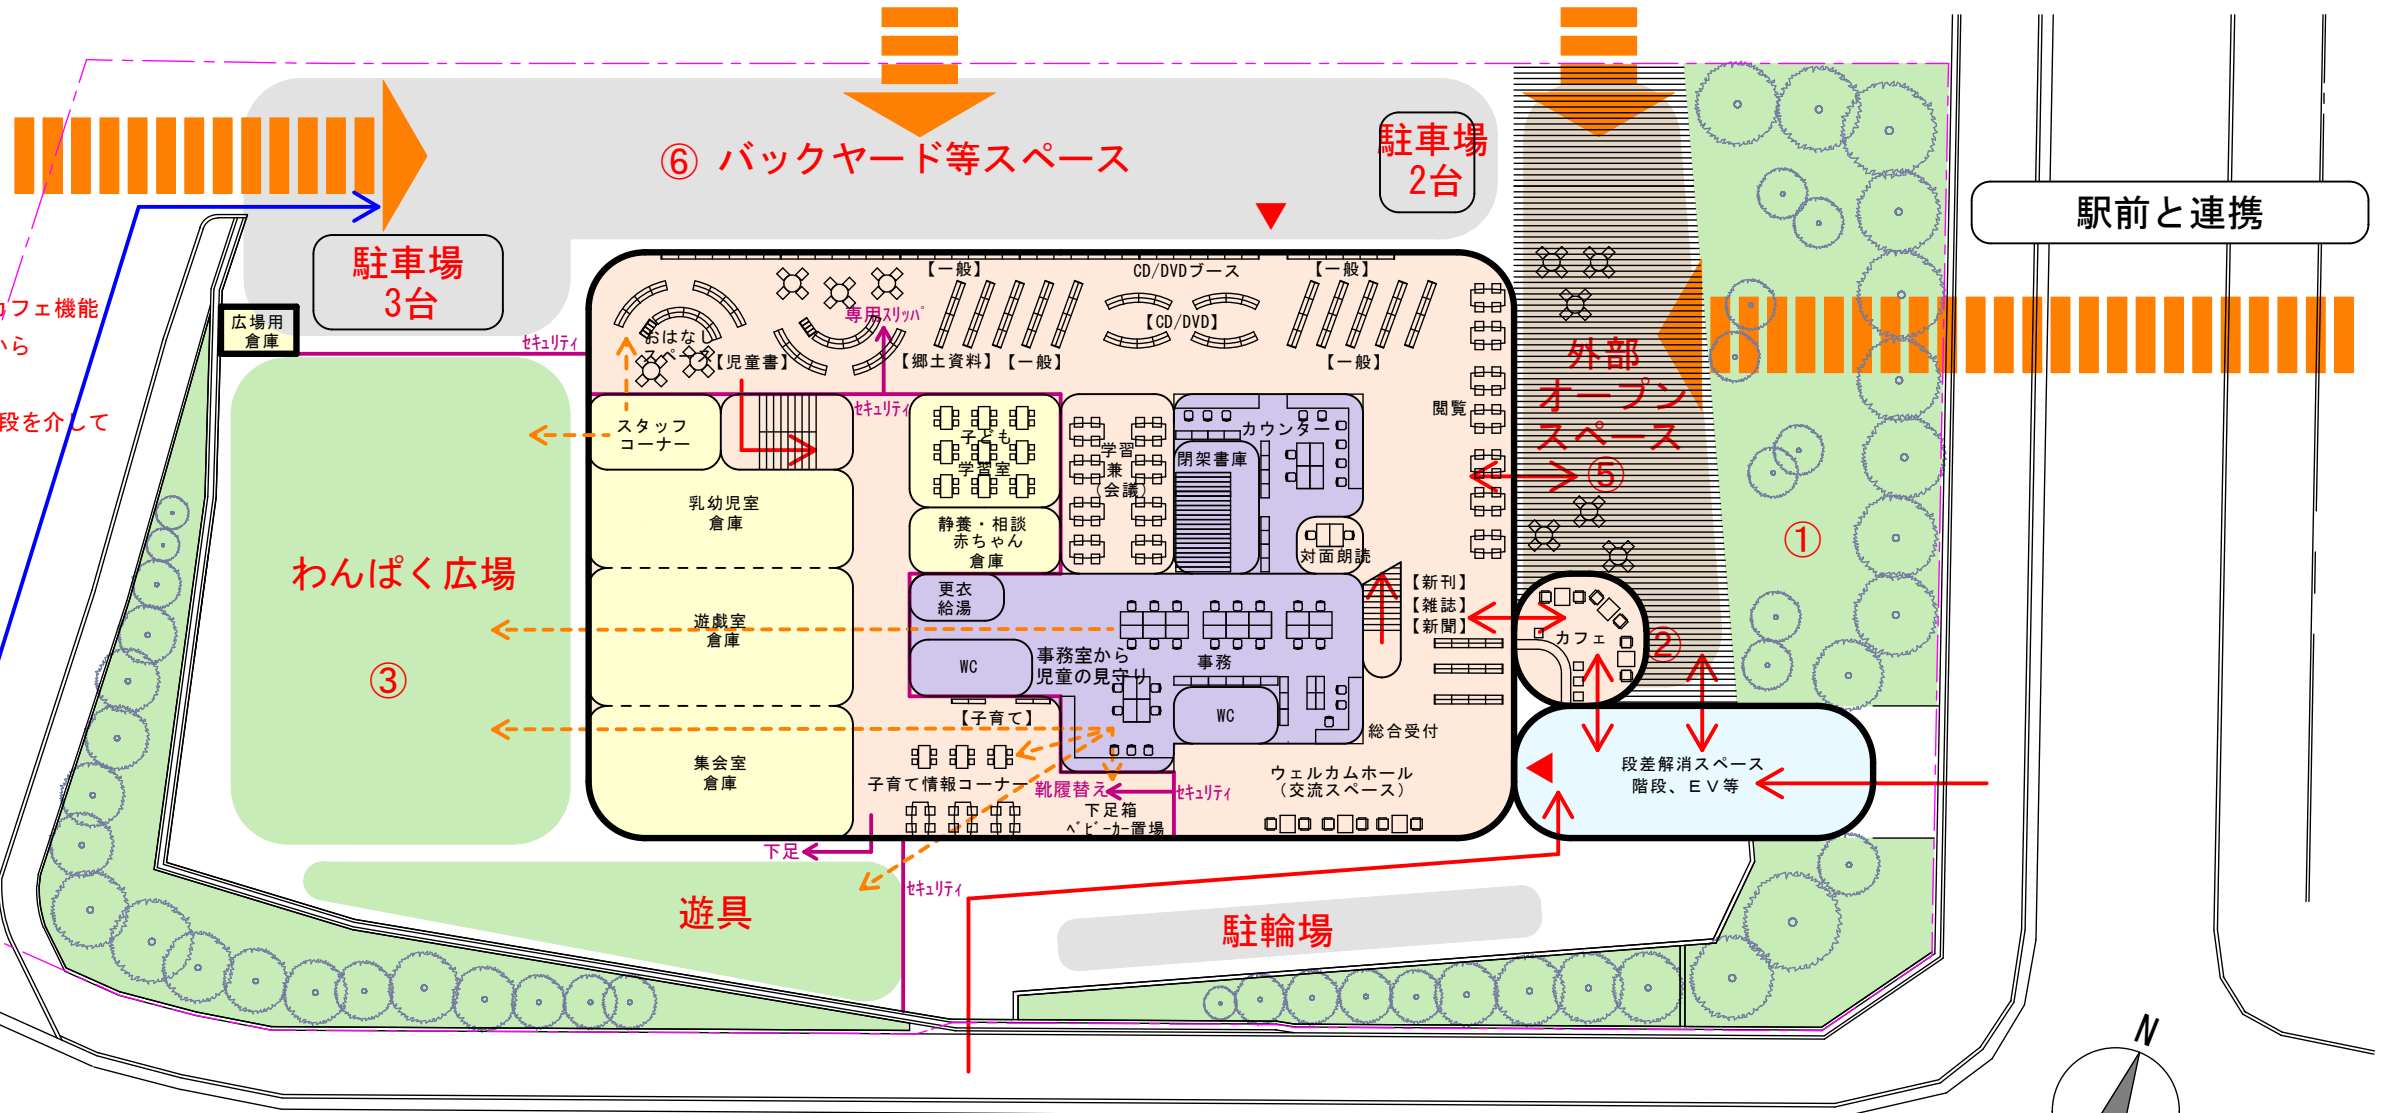 ⑥ バックヤード等スペース
駐車場
2台
駅前と連携
駐車場
3台
カフェ機能
から
段を介して
広場用
倉庫
セキュリティ
【一般】
CD/DVDブース
【一般】
専用スリッパ
おはなし
スペース
【児童書】
【郷土資料】
【一般】
【CD/DVD】
【一般】
外部
オープン
スペース
⑤
①
閲覧
セキュリティ
スタッフ
コーナー
子ども
学習室
学習
兼
(会議)
カウンター
閉架書庫
乳幼児室
倉庫
静養・相談
赤ちゃん
倉庫
対面朗読
わんぱく広場
③
更衣
給湯
【新刊】
【雑誌】
【新聞】
カフェ
②
遊戯室
倉庫
WC
事務室から
児童の見守り
事務
WC
【子育て】
総合受付
集会室
倉庫
子育て情報コーナー
靴履替え
セキュリティ
下足箱
ベビーカー置場
ウェルカムホール
(交流スペース)
段差解消スペース
階段、EV等
下足
セキュリティ
遊具
駐輪場
N